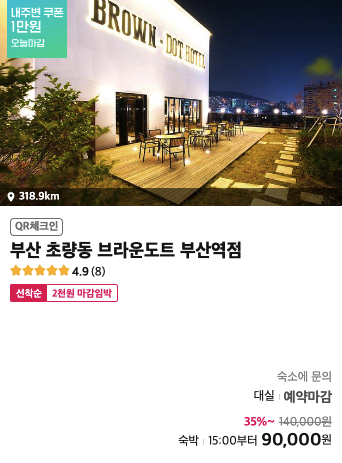 내주변 쿠폰
1만원
오늘마감
BROWN-DOT HOTEL
318.9km
QR체크인
부산 초량동 브라운도트 부산역점
4.9 (8)
선착순 2천원 마감임박
숙소에 문의
대실 예약마감
35%~ 140,000원
숙박 15:00부터 90,000원